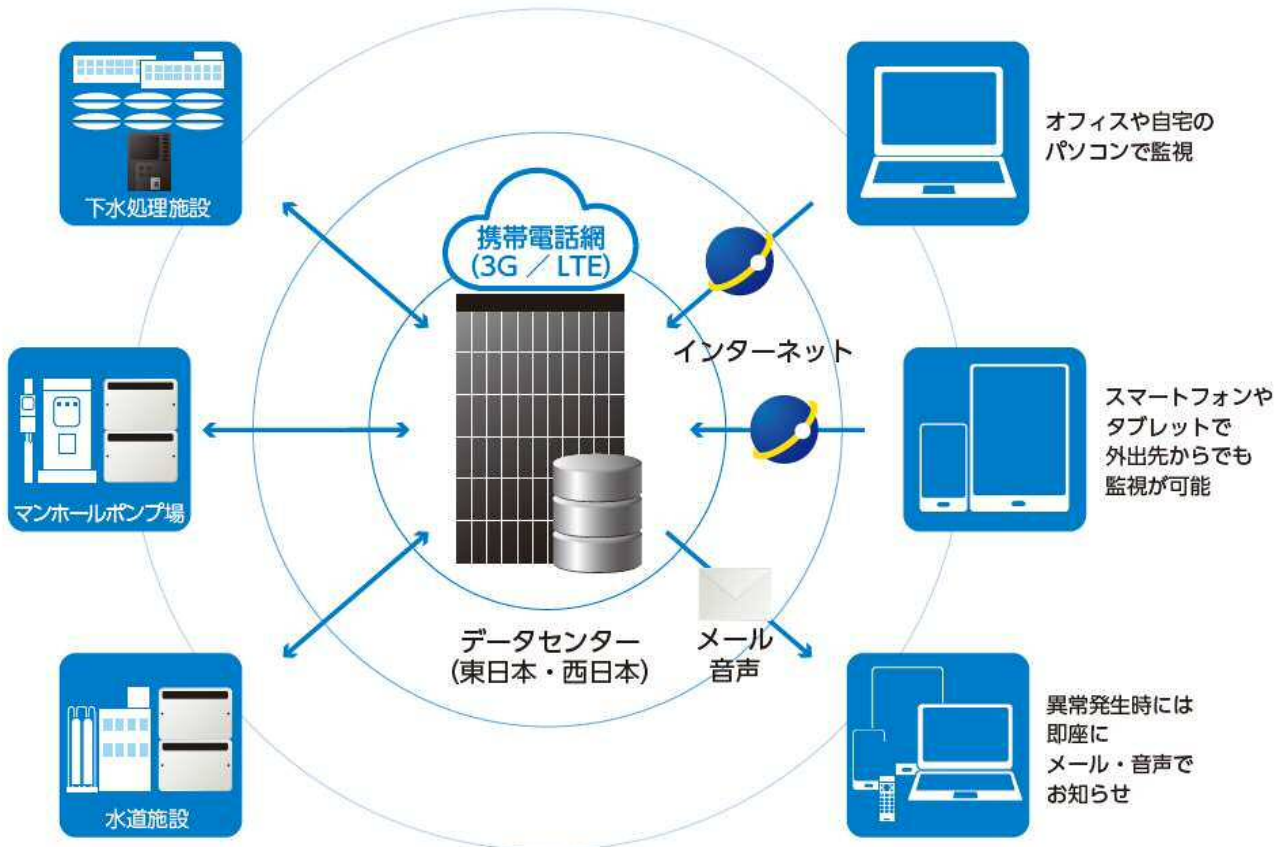 下水処理施設
携帯電話網
(3G ／ LTE)
オフィスや自宅の
パソコンで監視
インターネット
マンホールポンプ場
スマートフォンや
タブレットで
外出先からでも
監視が可能
データセンター
(東日本・西日本)
メール
音声
水道施設
異常発生時には
即座に
メール・音声で
お知らせ